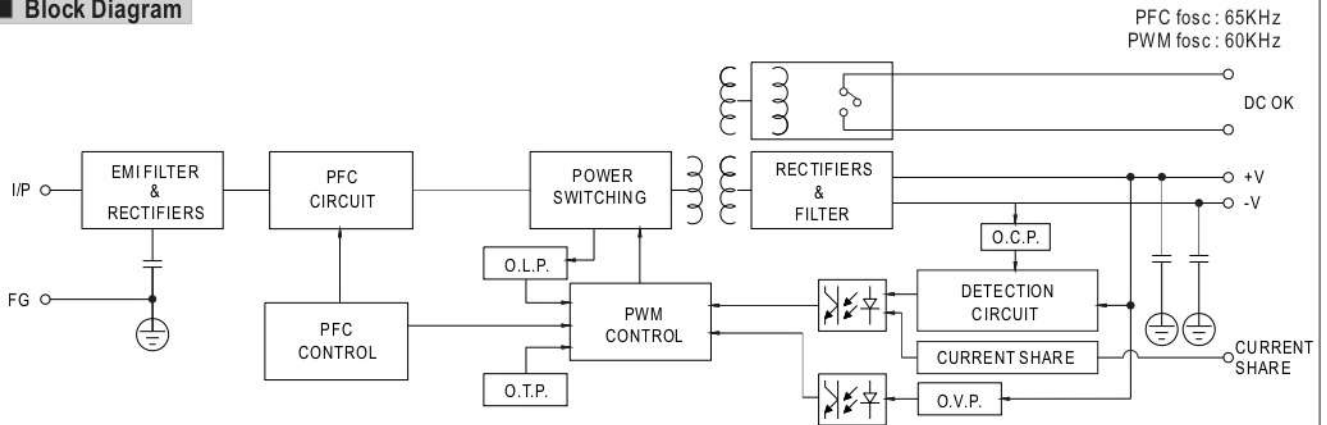 Block Diagram
PFC fosc : 65KHz
PWM fosc : 60KHz
DC OK
I/P
EMI FILTER
&
RECTIFIERS
PFC
CIRCUIT
POWER
SWITCHING
RECTIFIERS
&
FILTER
+V
-V
O.C.P.
O.L.P.
FG
PFC
CONTROL
PWM
CONTROL
DETECTION
CIRCUIT
CURRENT SHARE
CURRENT
SHARE
O.T.P.
O.V.P.